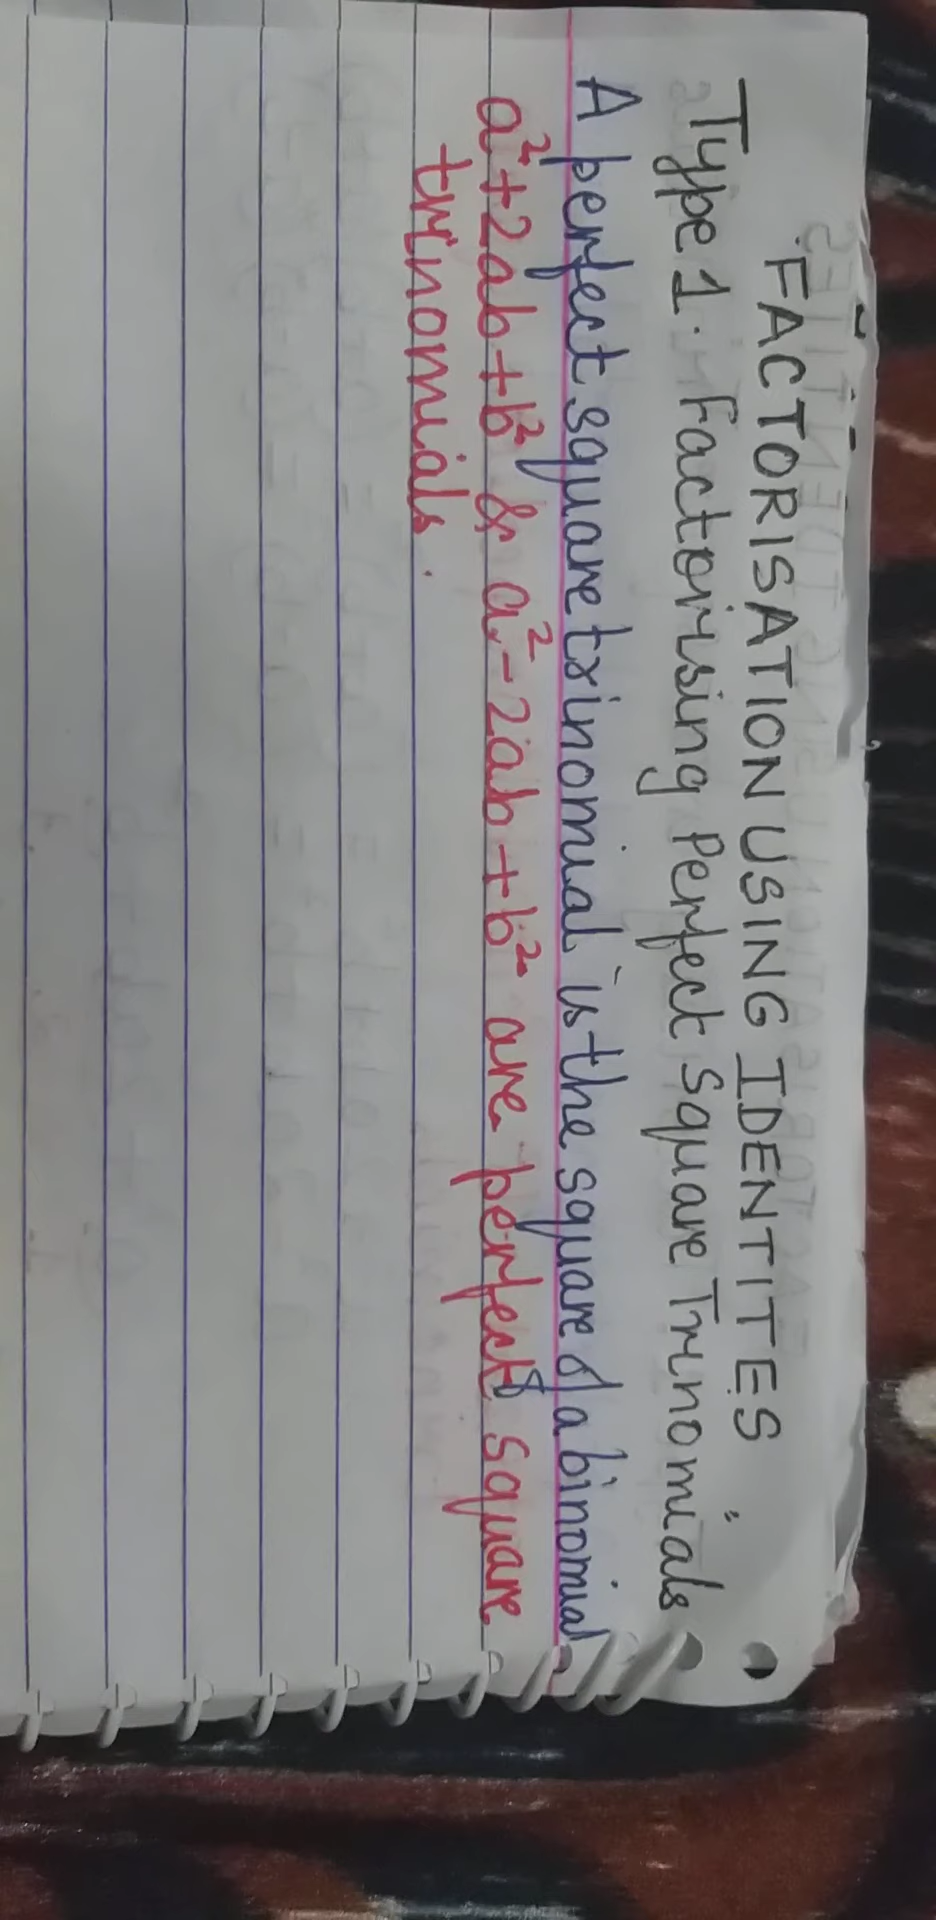 FACTORISATION USING IDENTITES
Type 1. Factorising Perfect Square Trinomials
A perfect square trinomial is the square of a binomial
a²+2ab+b² & a²-2ab+b² are perfect square
trinomials.